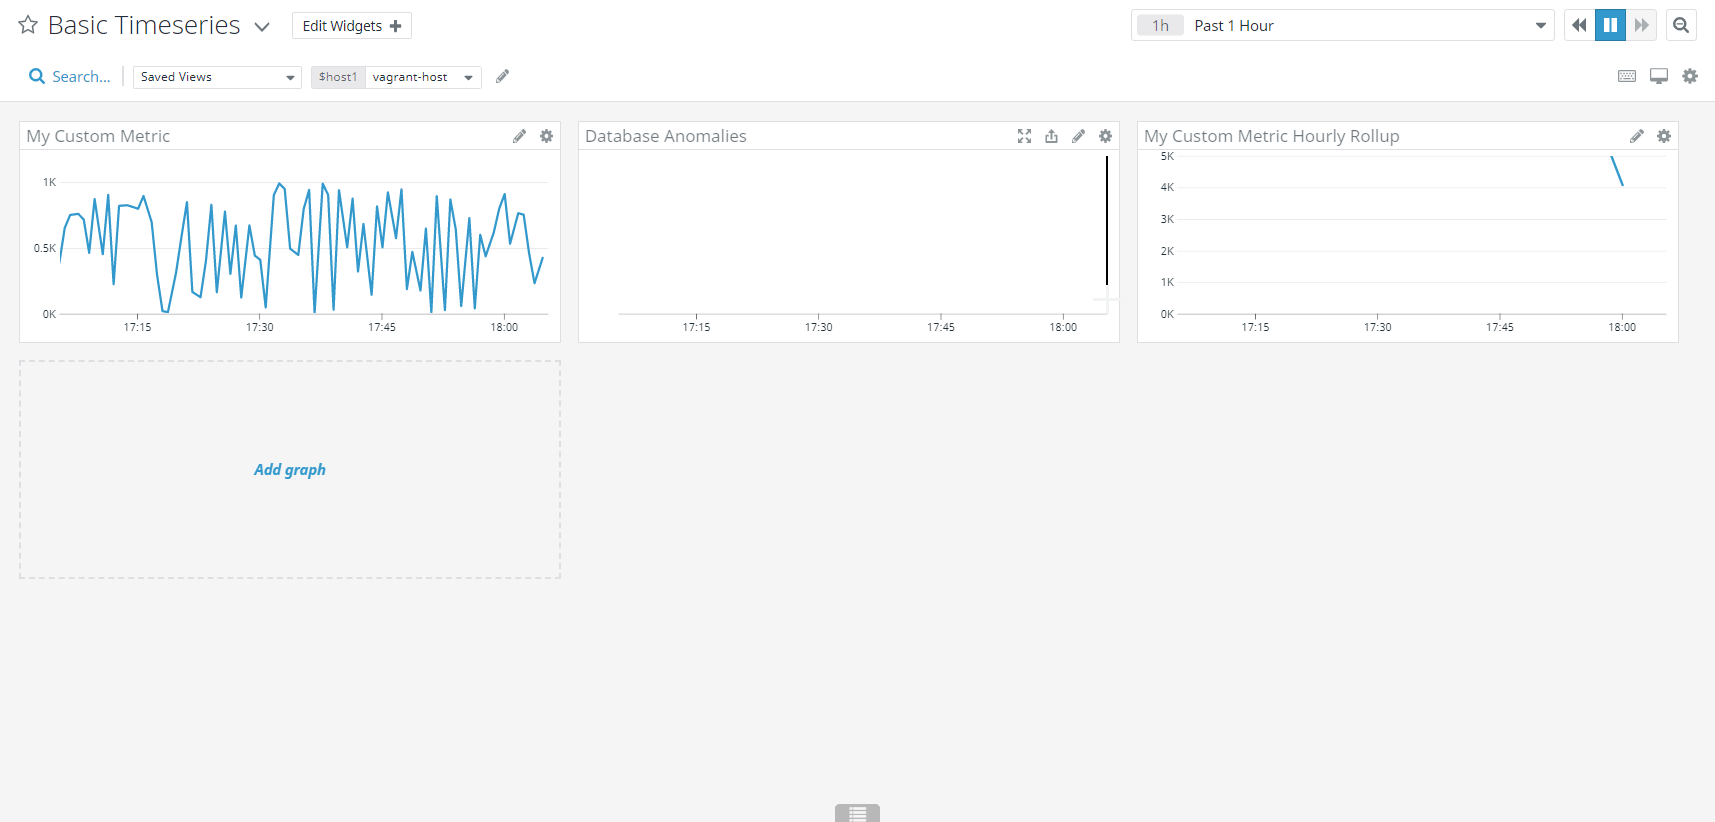 Basic Timeseries
Edit Widgets
1h Past 1 Hour
Search...
Saved Views
$host1 vagrant-host
My Custom Metric
1K
0.5K
0K
17:15 17:30 17:45 18:00
Database Anomalies
17:15 17:30 17:45 18:00
My Custom Metric Hourly Rollup
5K
4K
3K
2K
1K
0K
17:15 17:30 17:45 18:00
Add graph